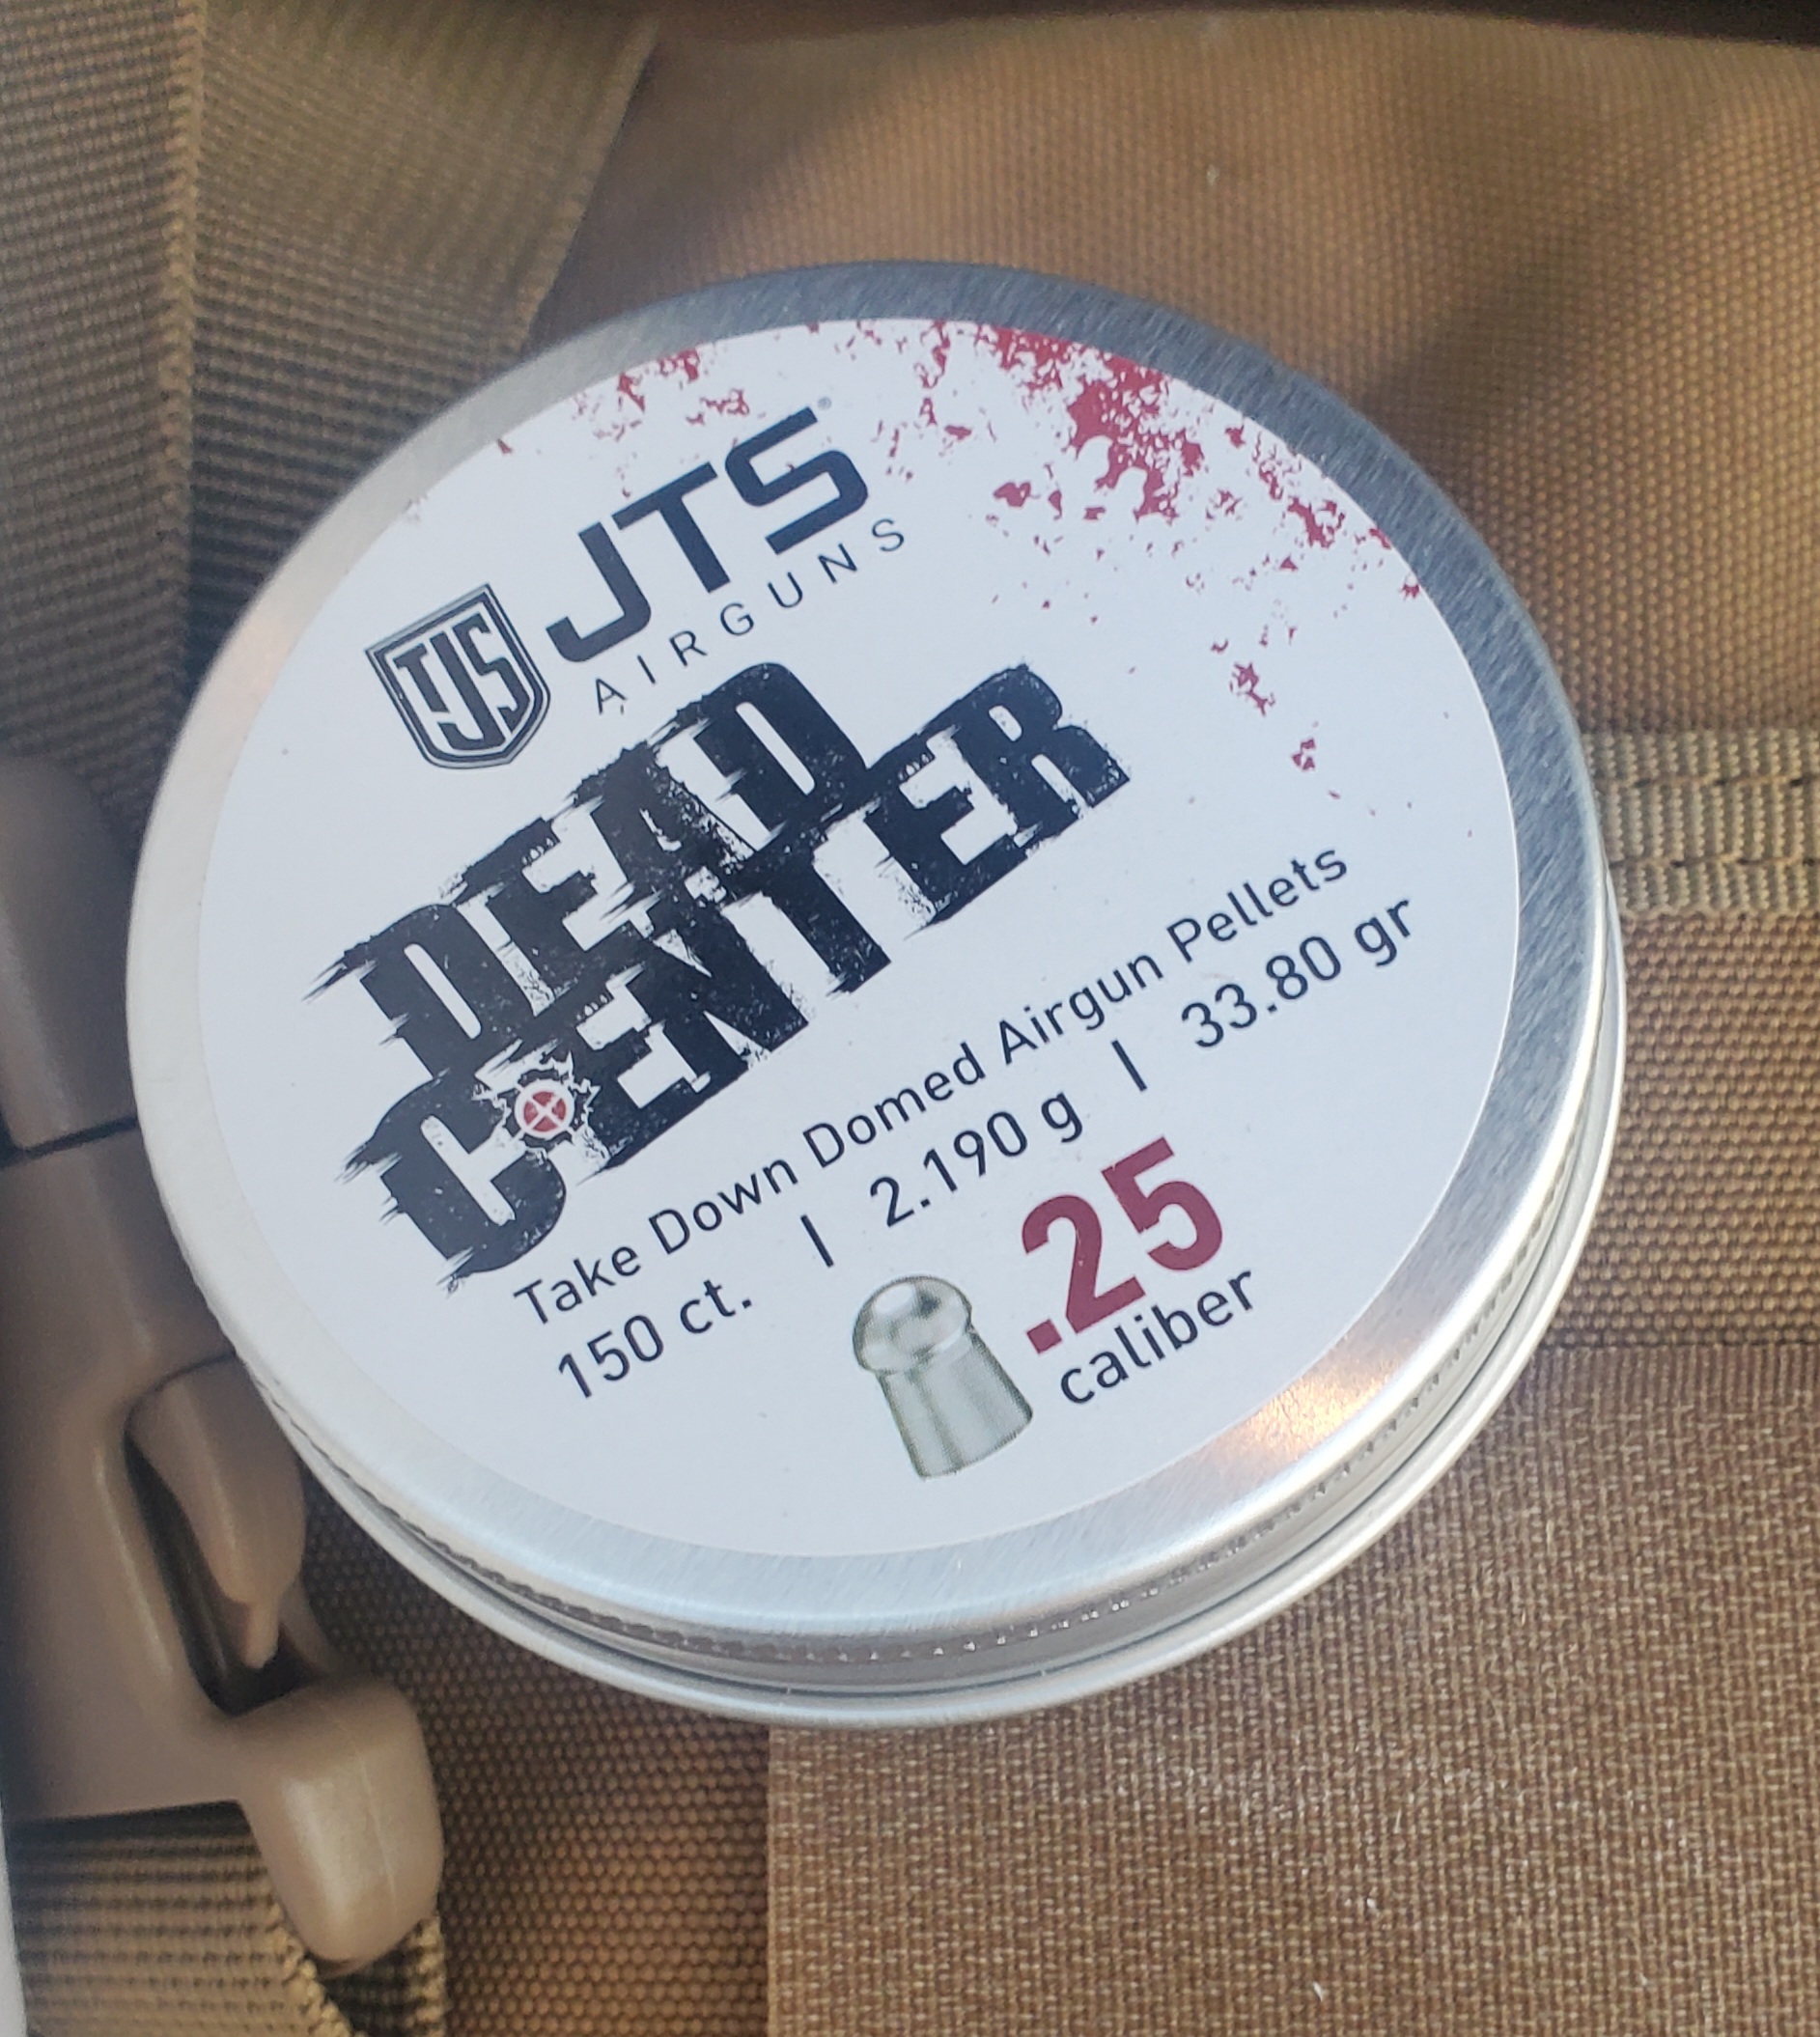 TJS
JTS
AIRGUNS
DEAD
CENTER
Take Down Domed Airgun Pellets
150 ct. | 2.190 g | 33.80 gr
.25
caliber